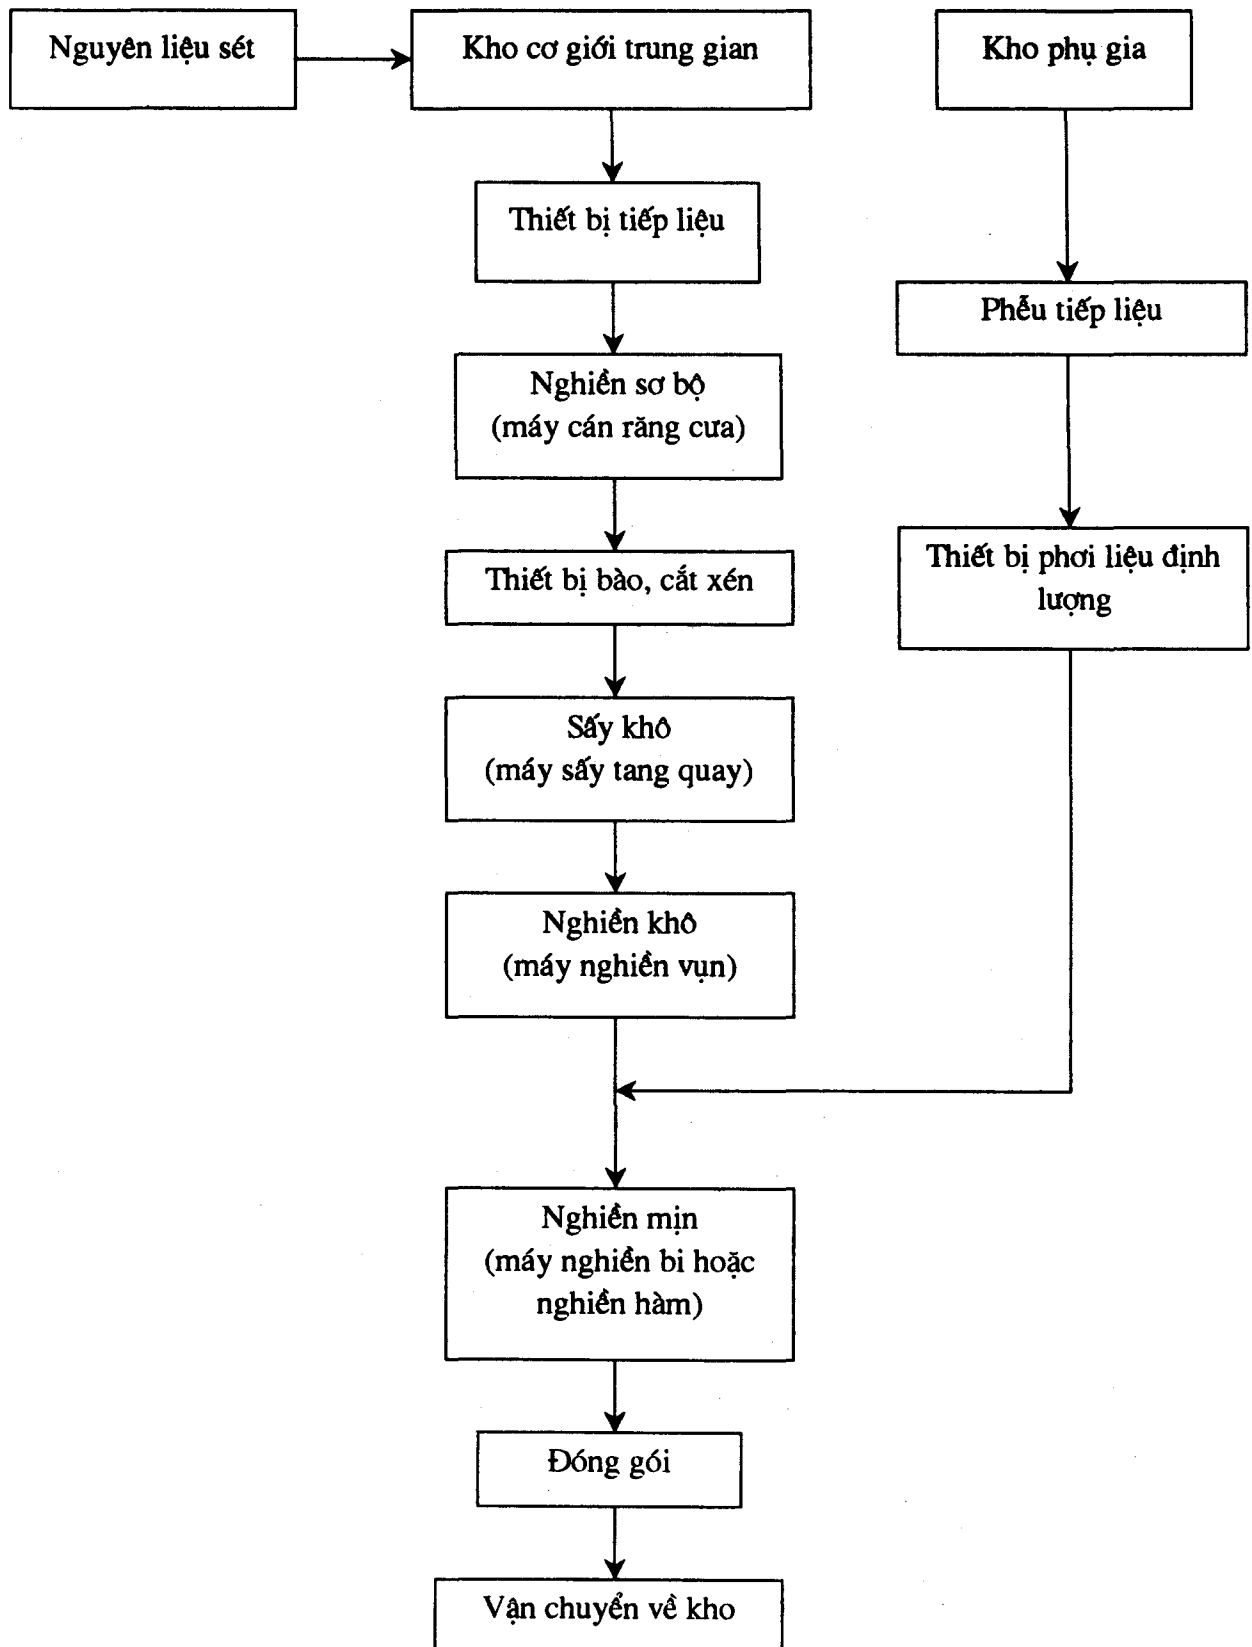 Nguyên liệu sét
Kho cơ giới trung gian
Kho phụ gia
Thiết bị tiếp liệu
Phễu tiếp liệu
Nghiền sơ bộ
(máy cán răng cưa)
Thiết bị phơi liệu định
lượng
Thiết bị bào, cắt xén
Sấy khô
(máy sấy tang quay)
Nghiền khô
(máy nghiền vụn)
Nghiền mịn
(máy nghiền bi hoặc
nghiền hàm)
Đóng gói
Vận chuyển về kho